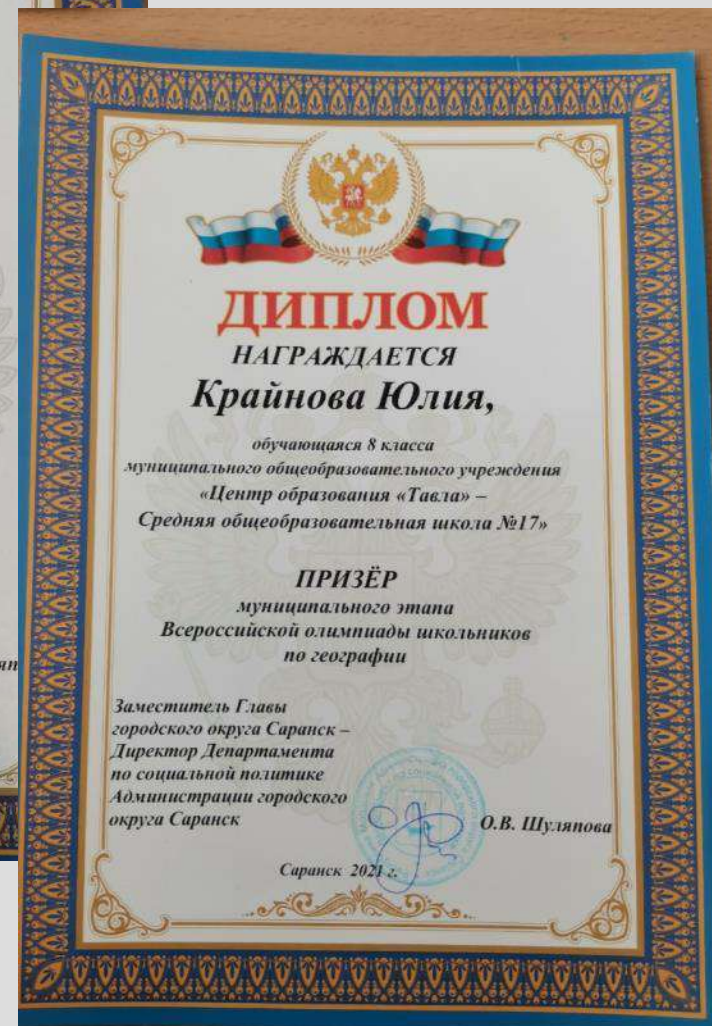 ДИПЛОМ
НАГРАЖДАЕТСЯ
Крайнова Юлия,
обучающаяся 8 класса
муниципального общеобразовательного учреждения
«Центр образования «Тавла» –
Средняя общеобразовательная школа №17»
ПРИЗЁР
муниципального этапа
Всероссийской олимпиады школьников
по географии
Заместитель Главы
городского округа Саранск –
Директор Департамента
по социальной политике
Администрации городского
округа Саранск
О.В. Шуляпова
Саранск 2021 г.